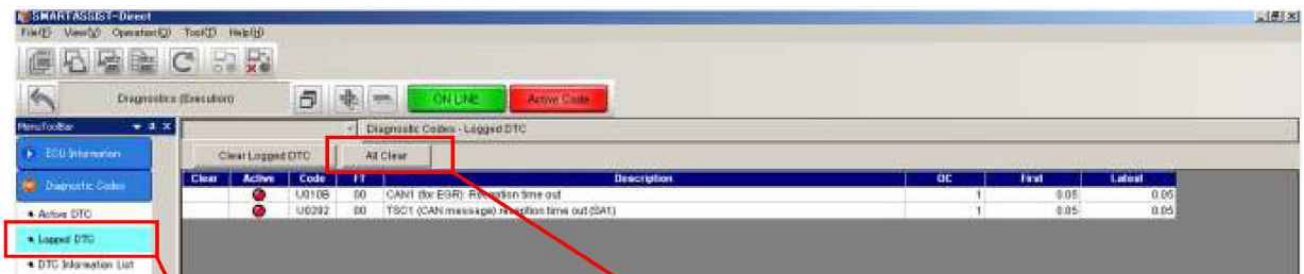 SMARTASSIST-Direct
File(F) View(V) Operation(O) Tool(T) Help(H)
Diagnostics (Execution) ON LINE Active Code
MenuToolBar Diagnostic Codes - Logged DTC
ECU Information Clear Logged DTC All Clear
Clear Active Code FT Description OC First Latest
Diagnostic Codes U010B 00 CAN1 (for EGR): Reception time out 1 0.05 0.05
Active DTC 00 TSC1 (CAN message) reception time out (SA1) 1 0.05 0.05
Logged DTC
DTC Information List